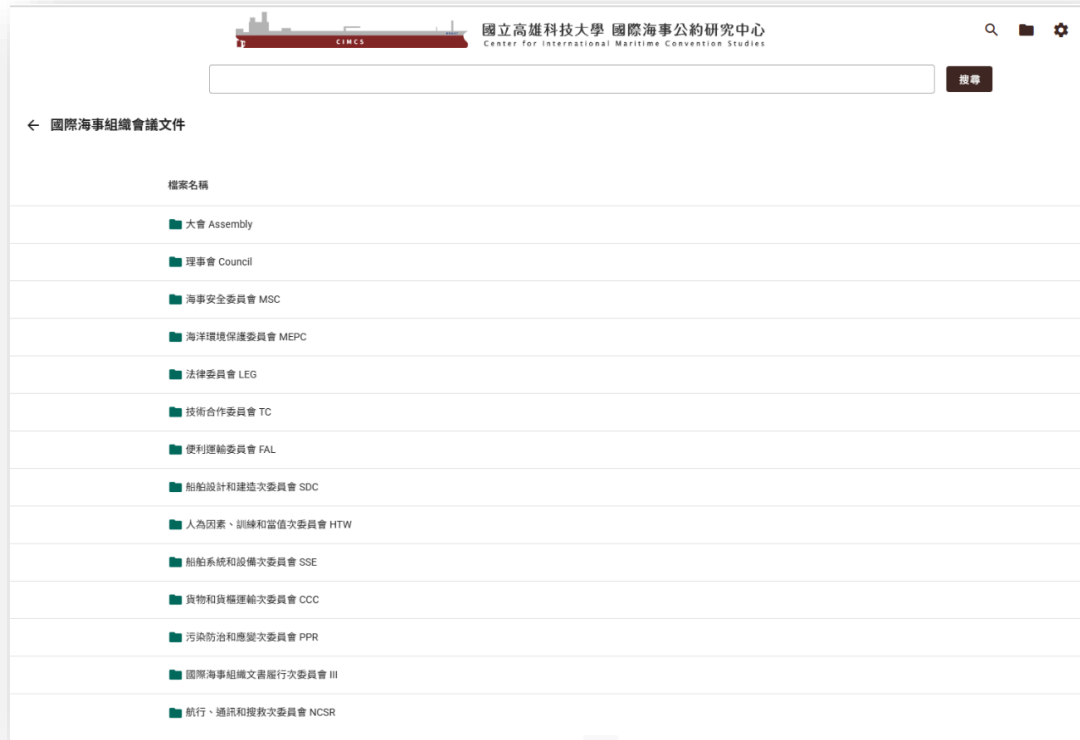 CIMCS
國立高雄科技大學 國際海事公約研究中心
Center for International Maritime Convention Studies
搜尋
國際海事組織會議文件
檔案名稱
大會 Assembly
理事會 Council
海事安全委員會 MSC
海洋環境保護委員會 MEPC
法律委員會 LEG
技術合作委員會 TC
便利運輸委員會 FAL
船舶設計和建造次委員會 SDC
人為因素、訓練和當值次委員會 HTW
船舶系統和設備次委員會 SSE
貨物和貨櫃運輸次委員會 CCC
污染防治和應變次委員會 PPR
國際海事組織文書履行次委員會 III
航行、通訊和搜救次委員會 NCSR